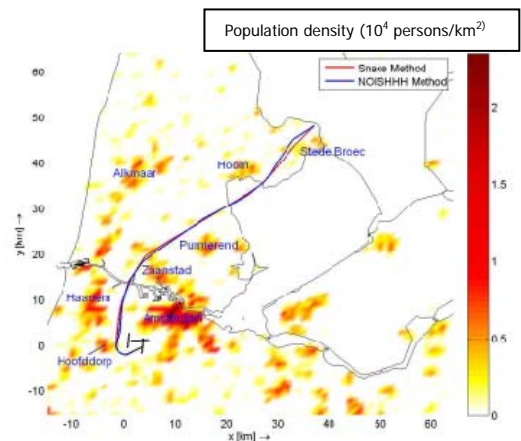 Population density (10⁴ persons/km²⁾
Snake Method
NOISHHH Method
60
50
40
30
20
10
0
-10
y [km] →
2
1.5
1
0.5
0
Stede Broec
Hoorn
Alkmaar
Purmerend
Zaanstad
Haarlem
Amsterdam
Hoofddorp
-10
0
10
20
30
40
50
60
x [km] →